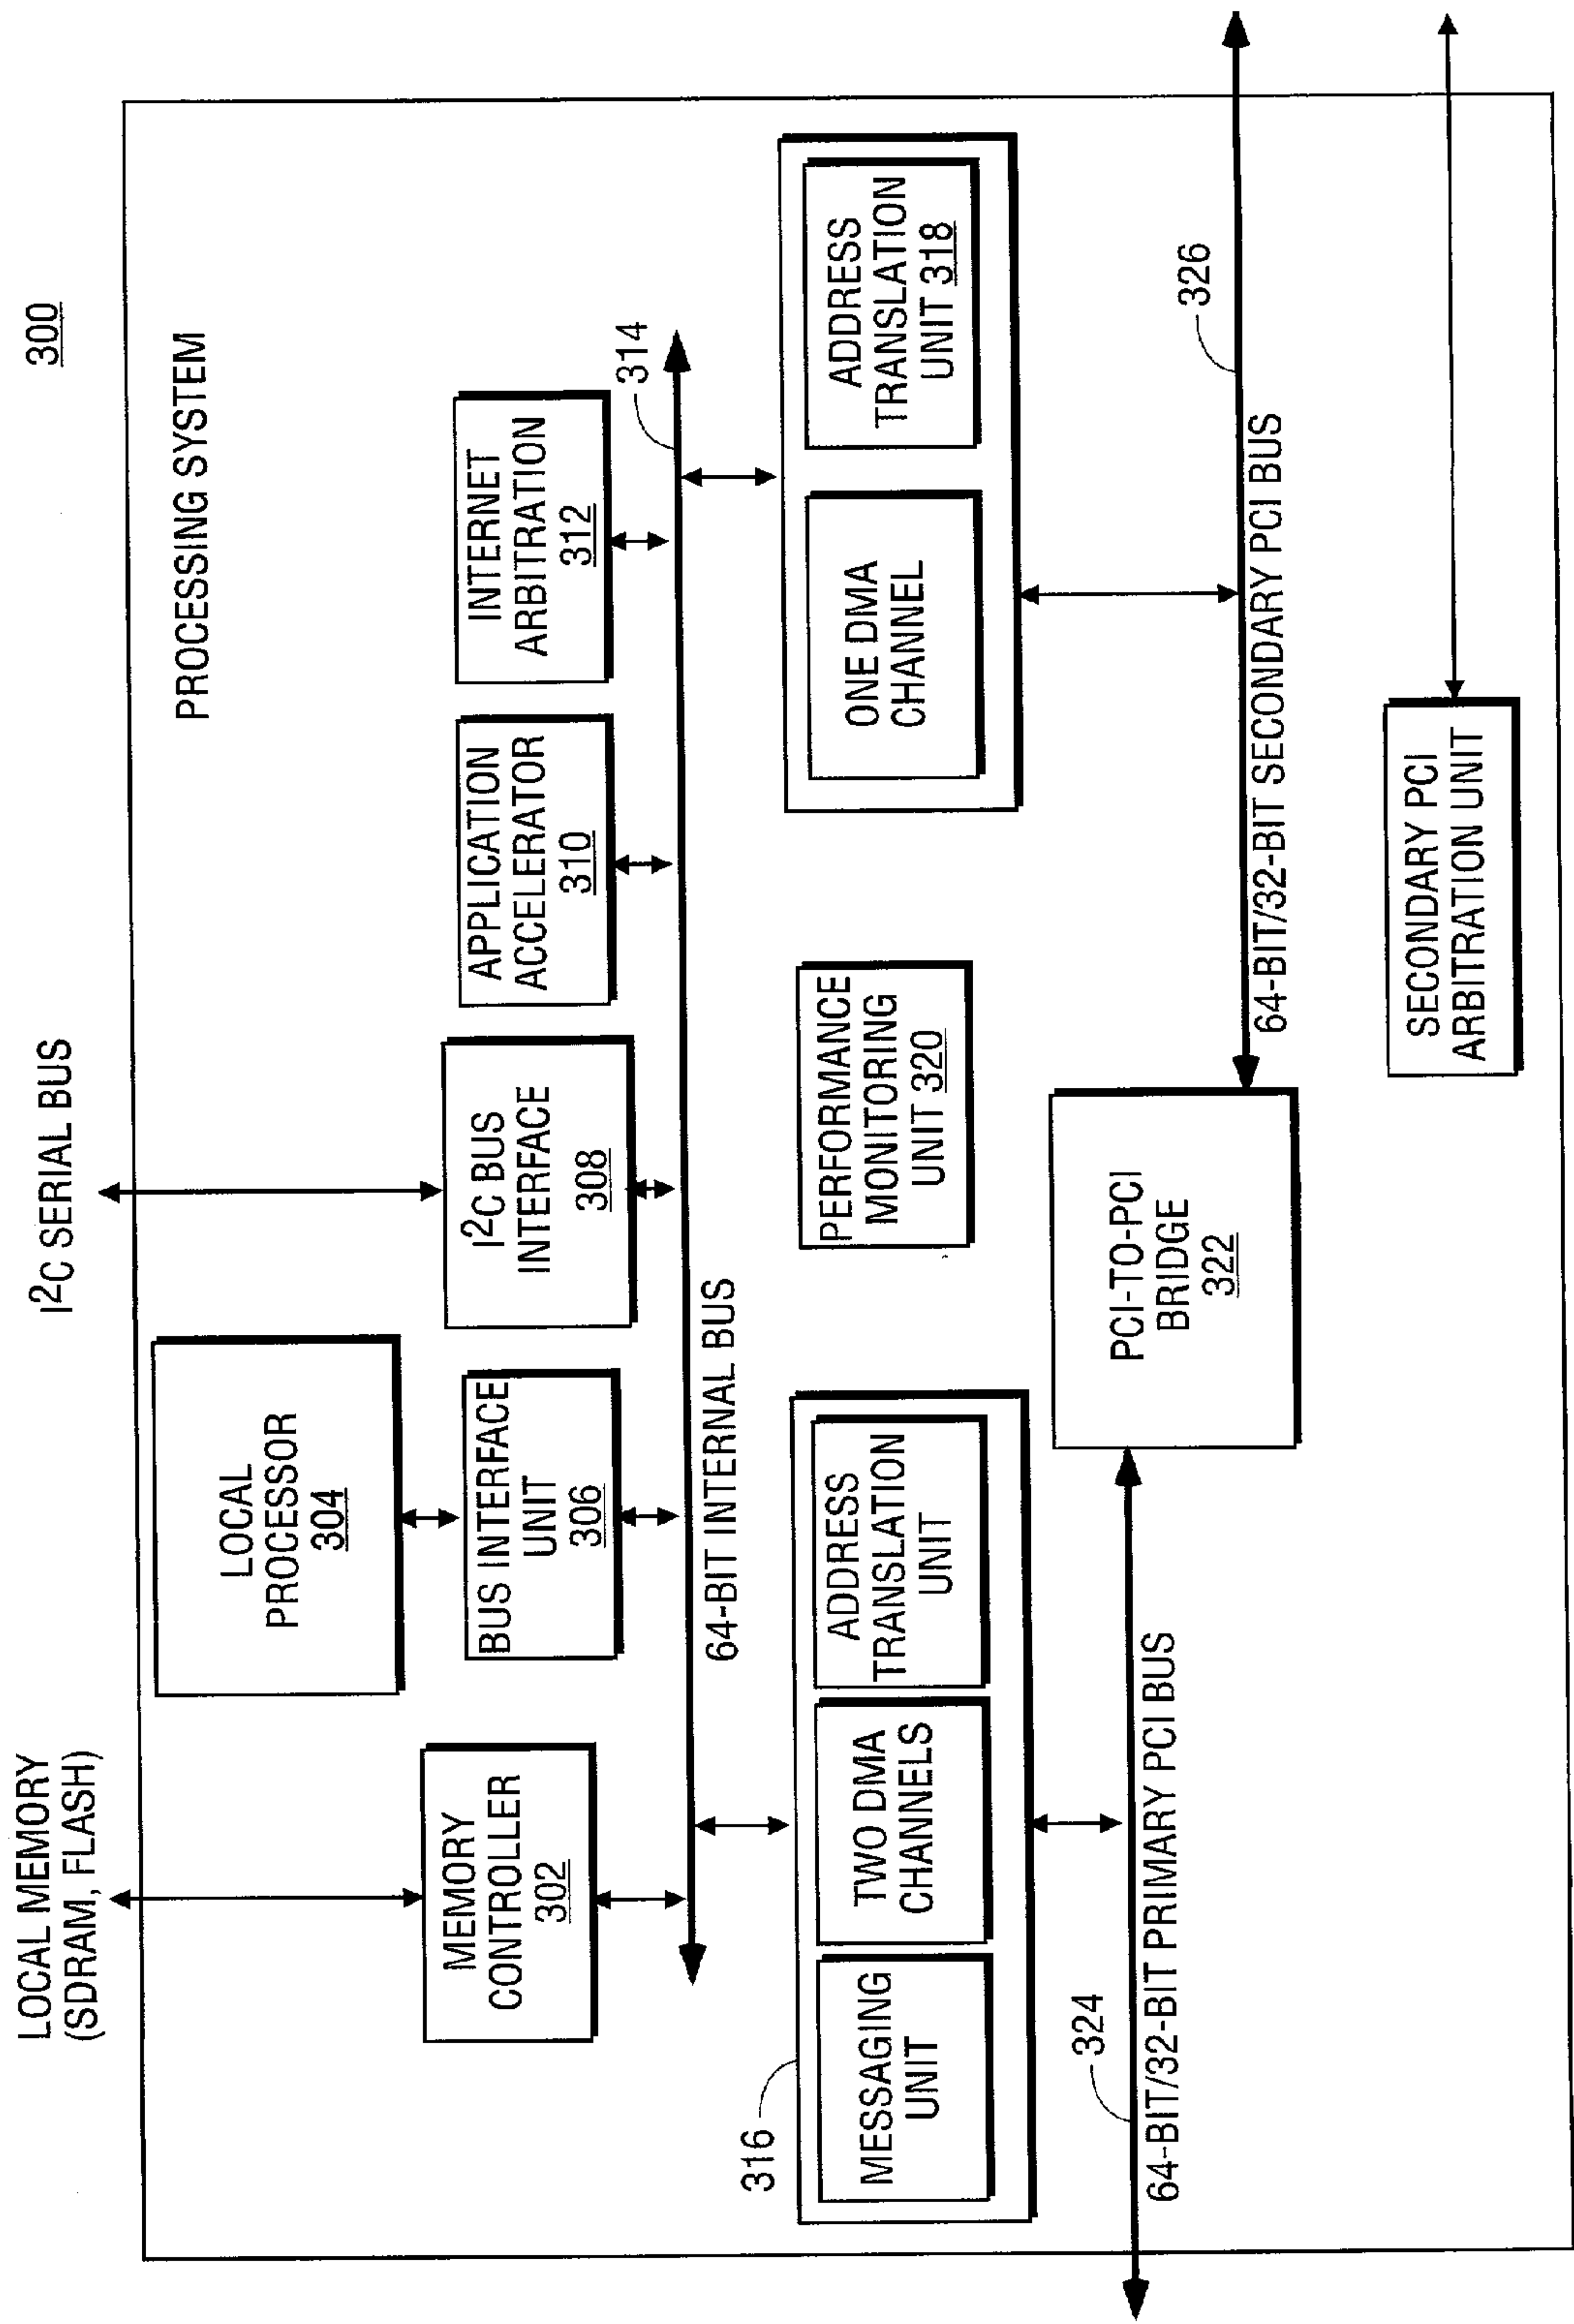 300
LOCAL MEMORY
(SDRAM, FLASH)
I²C SERIAL BUS
PROCESSING SYSTEM
LOCAL
PROCESSOR
304
MEMORY
CONTROLLER
302
BUS INTERFACE
UNIT
306
I²C BUS
INTERFACE
308
APPLICATION
ACCELERATOR
310
INTERNET
ARBITRATION
312
314
64-BIT INTERNAL BUS
316
MESSAGING
UNIT
TWO DMA
CHANNELS
ADDRESS
TRANSLATION
UNIT
PERFORMANCE
MONITORING
UNIT 320
ONE DMA
CHANNEL
ADDRESS
TRANSLATION
UNIT 318
324
64-BIT/32-BIT PRIMARY PCI BUS
PCI-TO-PCI
BRIDGE
322
326
64-BIT/32-BIT SECONDARY PCI BUS
SECONDARY PCI
ARBITRATION UNIT